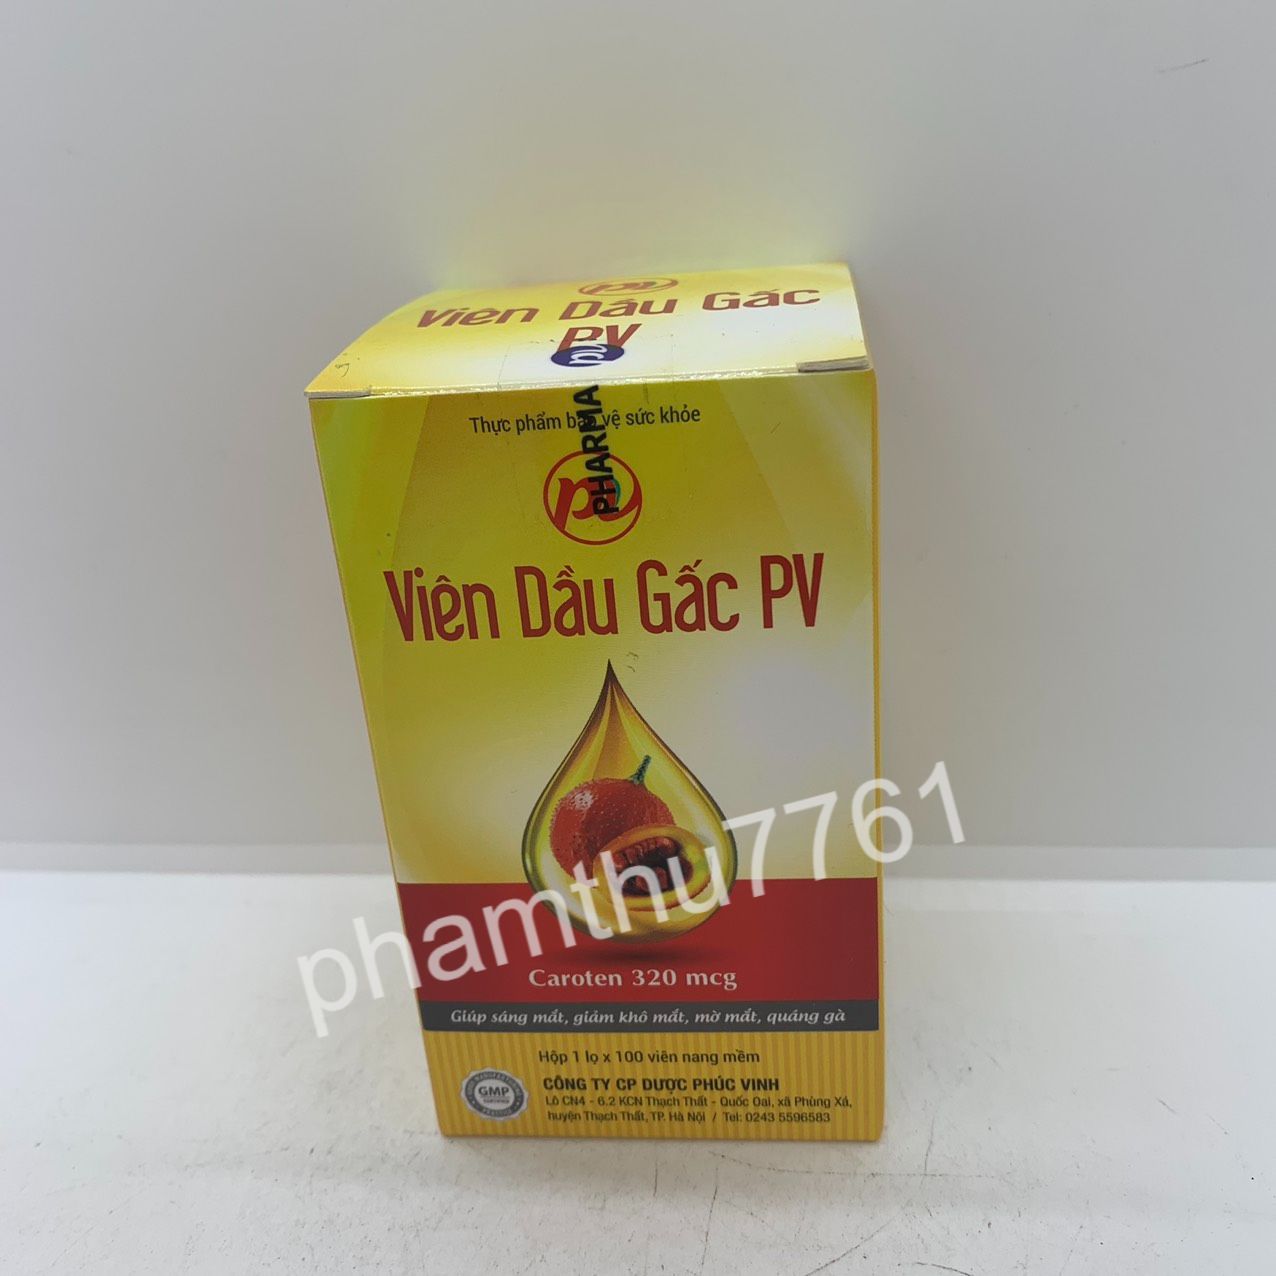 Viên Dầu Gấc
PV
PHARMA
Thực phẩm bảo vệ sức khỏe
Viên Dầu Gấc PV
phamthu7761
Caroten 320 mcg
Giúp sáng mắt, giảm khô mắt, mờ mắt, quáng gà
Hộp 1 lọ x 100 viên nang mềm
GMP
CÔNG TY CP DƯỢC PHÚC VINH
Lô CN4 - 6.2 KCN Thạch Thất - Quốc Oai, xã Phùng Xá,
huyện Thạch Thất, TP. Hà Nội / Tel: 0243 5596583